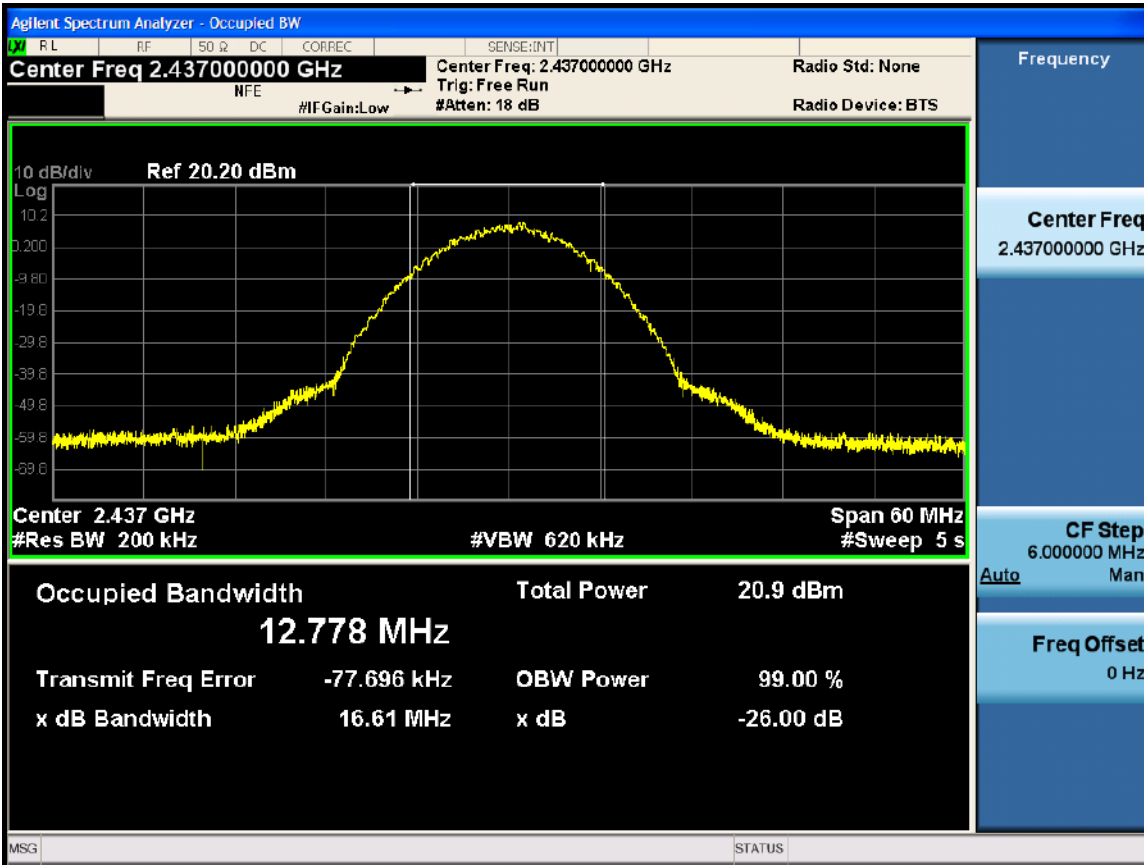 Agilent Spectrum Analyzer - Occupied BW
LXI RL RF 50 Ω DC CORREC SENSE:INT
Center Freq 2.437000000 GHz
NFE
#IFGain:Low
Center Freq: 2.437000000 GHz
Trig: Free Run
#Atten: 18 dB
Radio Std: None
Radio Device: BTS
10 dB/div Ref 20.20 dBm
Log
10.2
0.200
-9.80
-19.8
-29.8
-39.8
-49.8
-59.8
-69.8
Center 2.437 GHz Span 60 MHz
#Res BW 200 kHz #VBW 620 kHz #Sweep 5 s
Occupied Bandwidth Total Power 20.9 dBm
12.778 MHz
Transmit Freq Error -77.696 kHz OBW Power 99.00 %
x dB Bandwidth 16.61 MHz x dB -26.00 dB
MSG STATUS
Frequency
Center Freq
2.437000000 GHz
CF Step
6.000000 MHz
Auto Man
Freq Offset
0 Hz